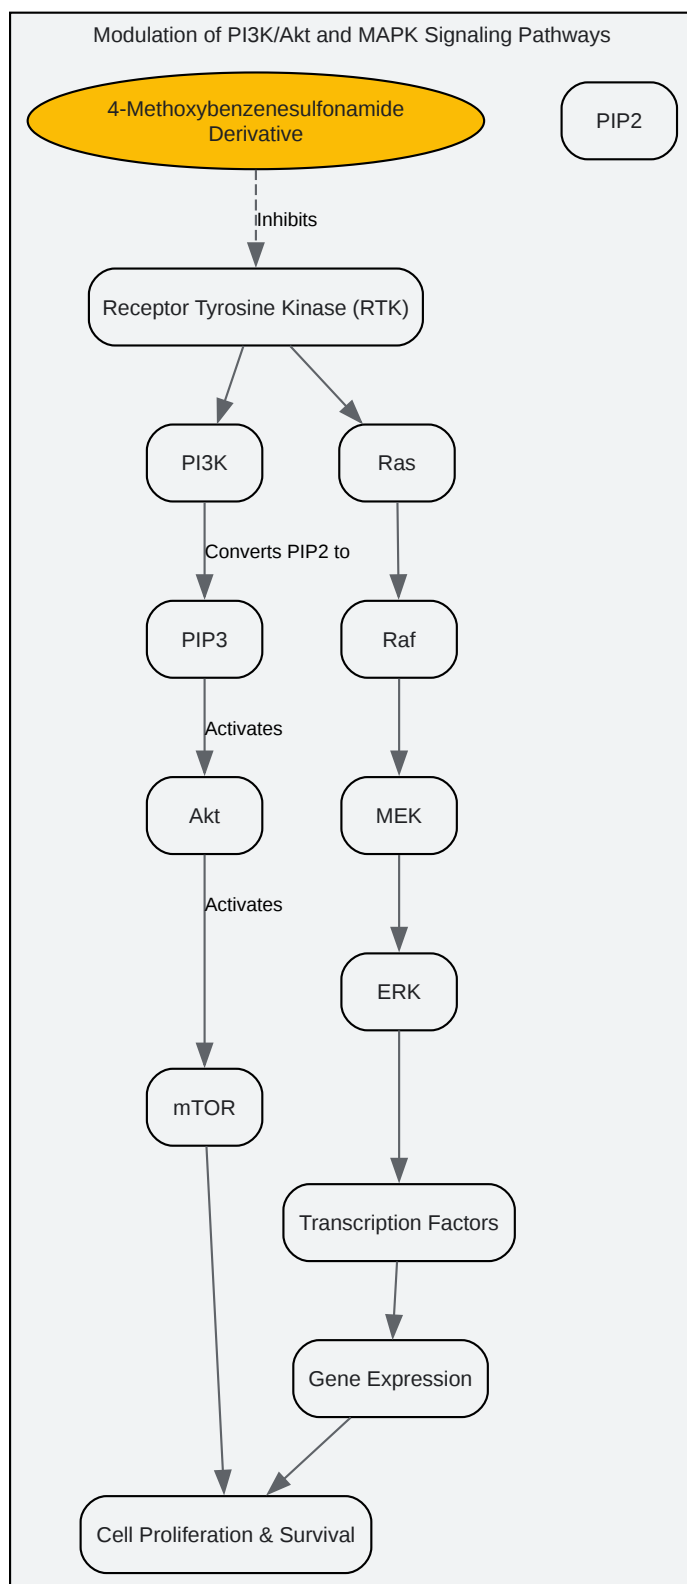 Modulation of PI3K/Akt and MAPK Signaling Pathways
4-Methoxybenzenesulfonamide
Derivative
PIP2
Inhibits
Receptor Tyrosine Kinase (RTK)
PI3K
Ras
Converts PIP2 to
PIP3
Raf
Activates
Akt
MEK
Activates
ERK
mTOR
Transcription Factors
Gene Expression
Cell Proliferation & Survival